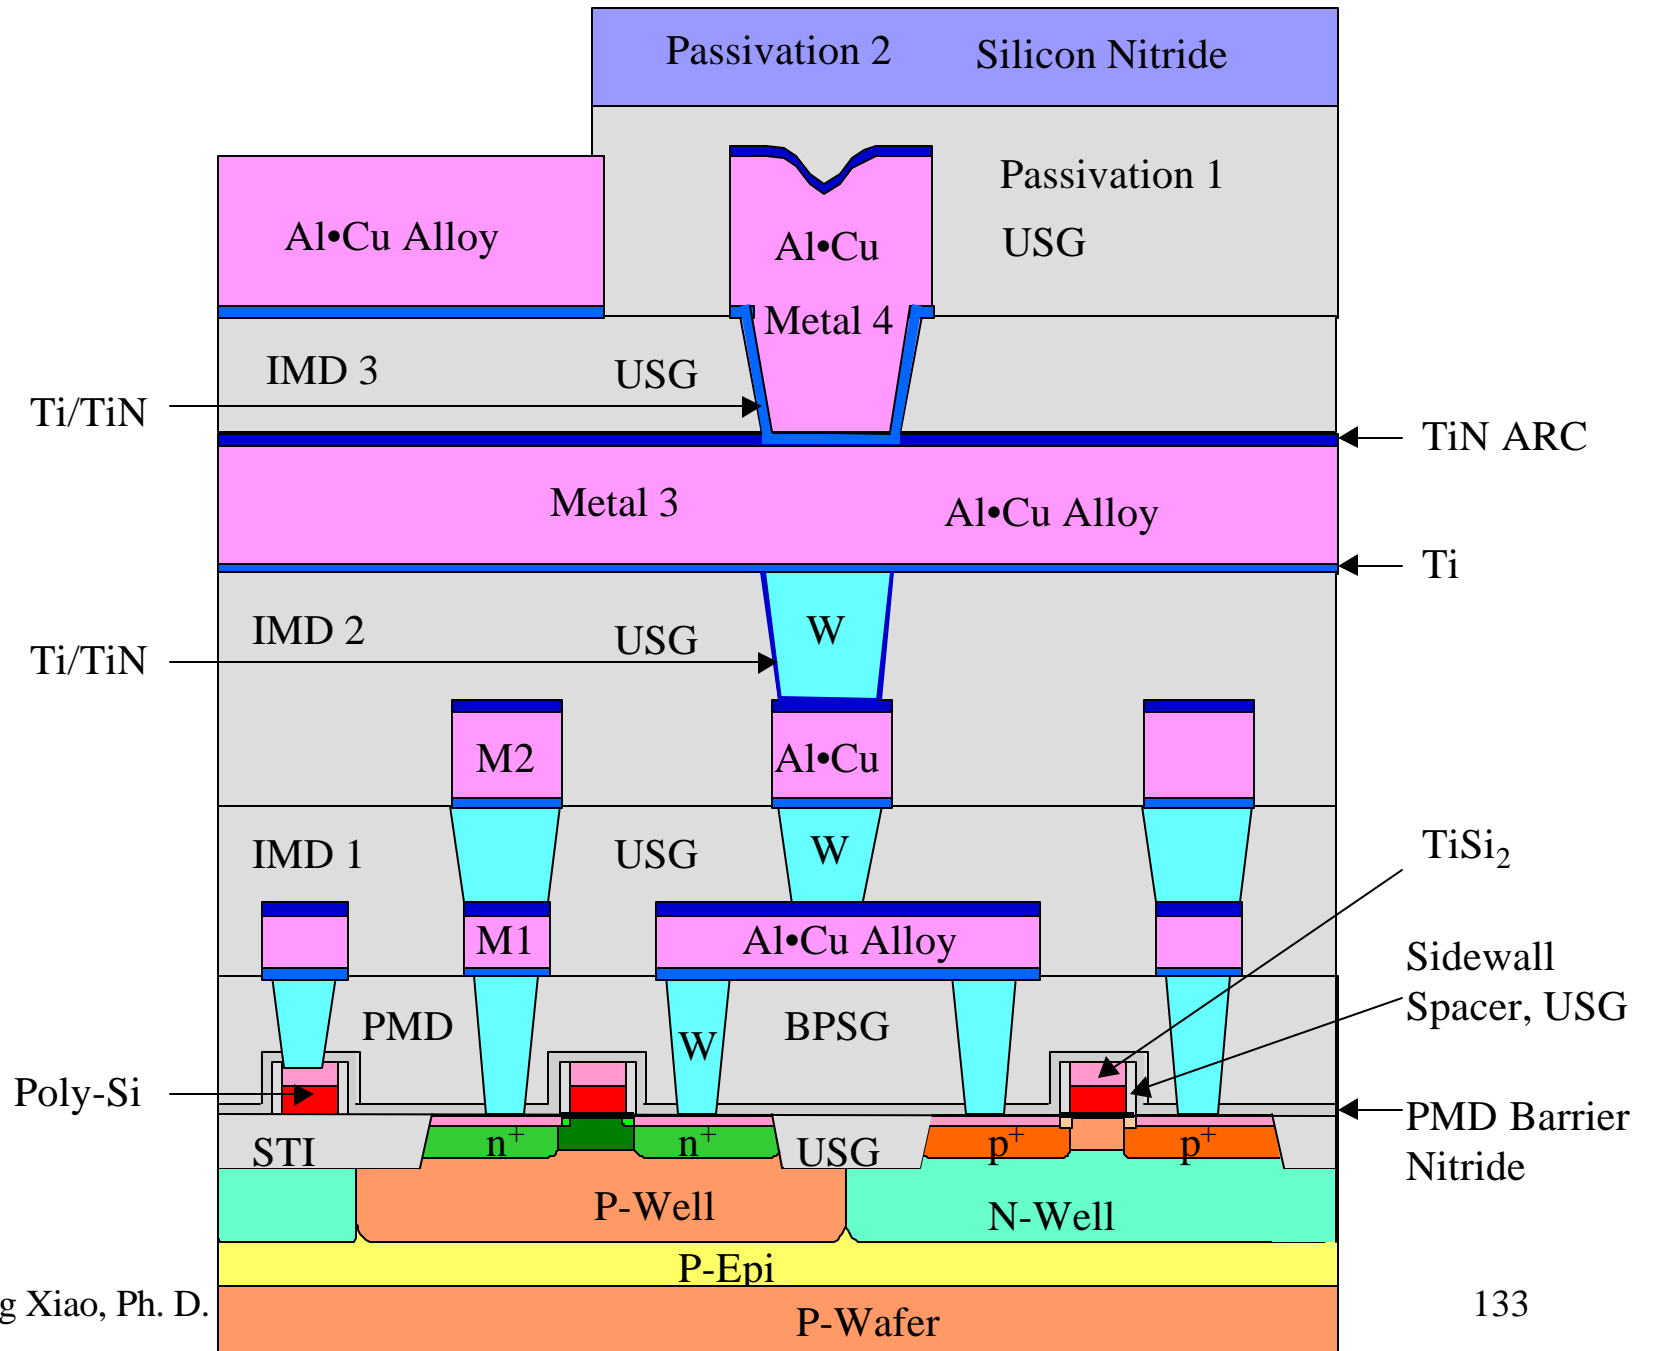 Passivation 2 Silicon Nitride
Passivation 1
USG
Al•Cu Alloy
Al•Cu
Metal 4
IMD 3 USG
Ti/TiN
TiN ARC
Metal 3 Al•Cu Alloy
Ti
IMD 2 USG W
Ti/TiN
M2 Al•Cu
IMD 1 USG W
TiSi₂
M1 Al•Cu Alloy
Sidewall
Spacer, USG
PMD W BPSG
Poly-Si
PMD Barrier
Nitride
STI n⁺ n⁺ USG p⁺ p⁺
P-Well N-Well
P-Epi
g Xiao, Ph. D. P-Wafer 133